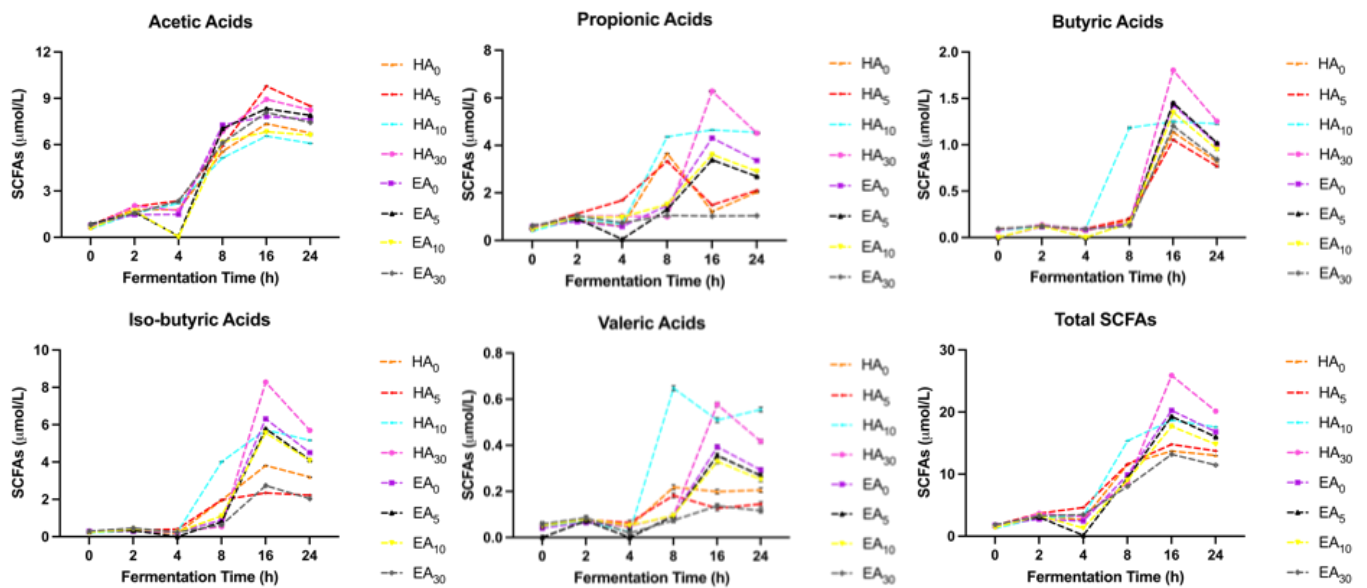 Acetic Acids
SCFAs (μmol/L)
12
9
6
3
0
0 2 4 8 16 24
Fermentation Time (h)
HA0
HA5
HA10
HA30
EA0
EA5
EA10
EA30
Propionic Acids
SCFAs (μmol/L)
8
6
4
2
0
0 2 4 8 16 24
Fermentation Time (h)
HA0
HA5
HA10
HA30
EA0
EA5
EA10
EA30
Butyric Acids
SCFAs (μmol/L)
2.0
1.5
1.0
0.5
0.0
0 2 4 8 16 24
Fermentation Time (h)
HA0
HA5
HA10
HA30
EA0
EA5
EA10
EA30
Iso-butyric Acids
SCFAs (μmol/L)
10
8
6
4
2
0
0 2 4 8 16 24
Fermentation Time (h)
HA0
HA5
HA10
HA30
EA0
EA5
EA10
EA30
Valeric Acids
SCFAs (μmol/L)
0.8
0.6
0.4
0.2
0.0
0 2 4 8 16 24
Fermentation Time (h)
HA0
HA5
HA10
HA30
EA0
EA5
EA10
EA30
Total SCFAs
SCFAs (μmol/L)
30
20
10
0
0 2 4 8 16 24
Fermentation Time (h)
HA0
HA5
HA10
HA30
EA0
EA5
EA10
EA30